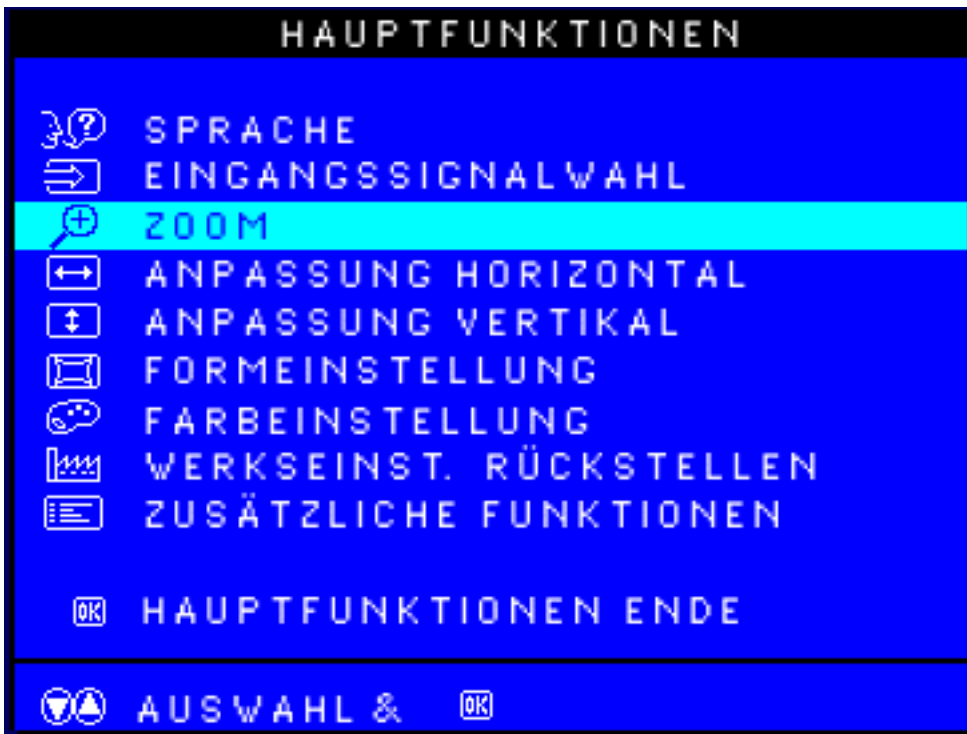 HAUPTFUNKTIONEN
SPRACHE
EINGANGSSIGNALWAHL
ZOOM
ANPASSUNG HORIZONTAL
ANPASSUNG VERTIKAL
FORMEINSTELLUNG
FARBEINSTELLUNG
WERKSEINST. RÜCKSTELLEN
ZUSÄTZLICHE FUNKTIONEN
OK HAUPTFUNKTIONEN ENDE
AUSWAHL & OK